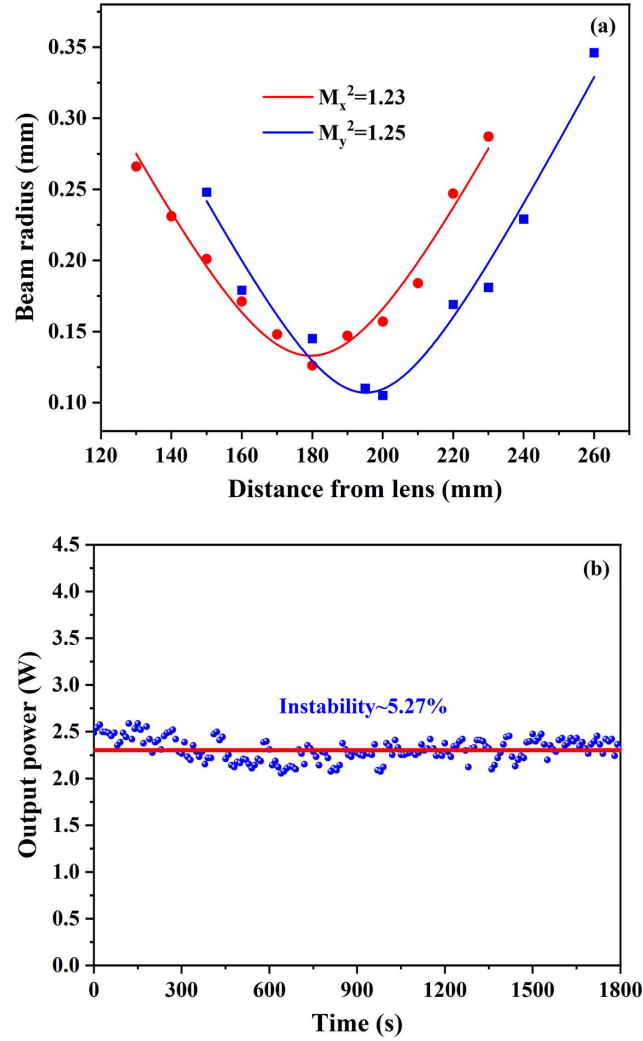 (a)
0.35
0.30
0.25
0.20
0.15
0.10
Beam radius (mm)
Mₓ²=1.23
Mᵧ²=1.25
120 140 160 180 200 220 240 260
Distance from lens (mm)
(b)
4.5
4.0
3.5
3.0
2.5
2.0
1.5
1.0
0.5
0.0
Output power (W)
Instability~5.27%
0 300 600 900 1200 1500 1800
Time (s)